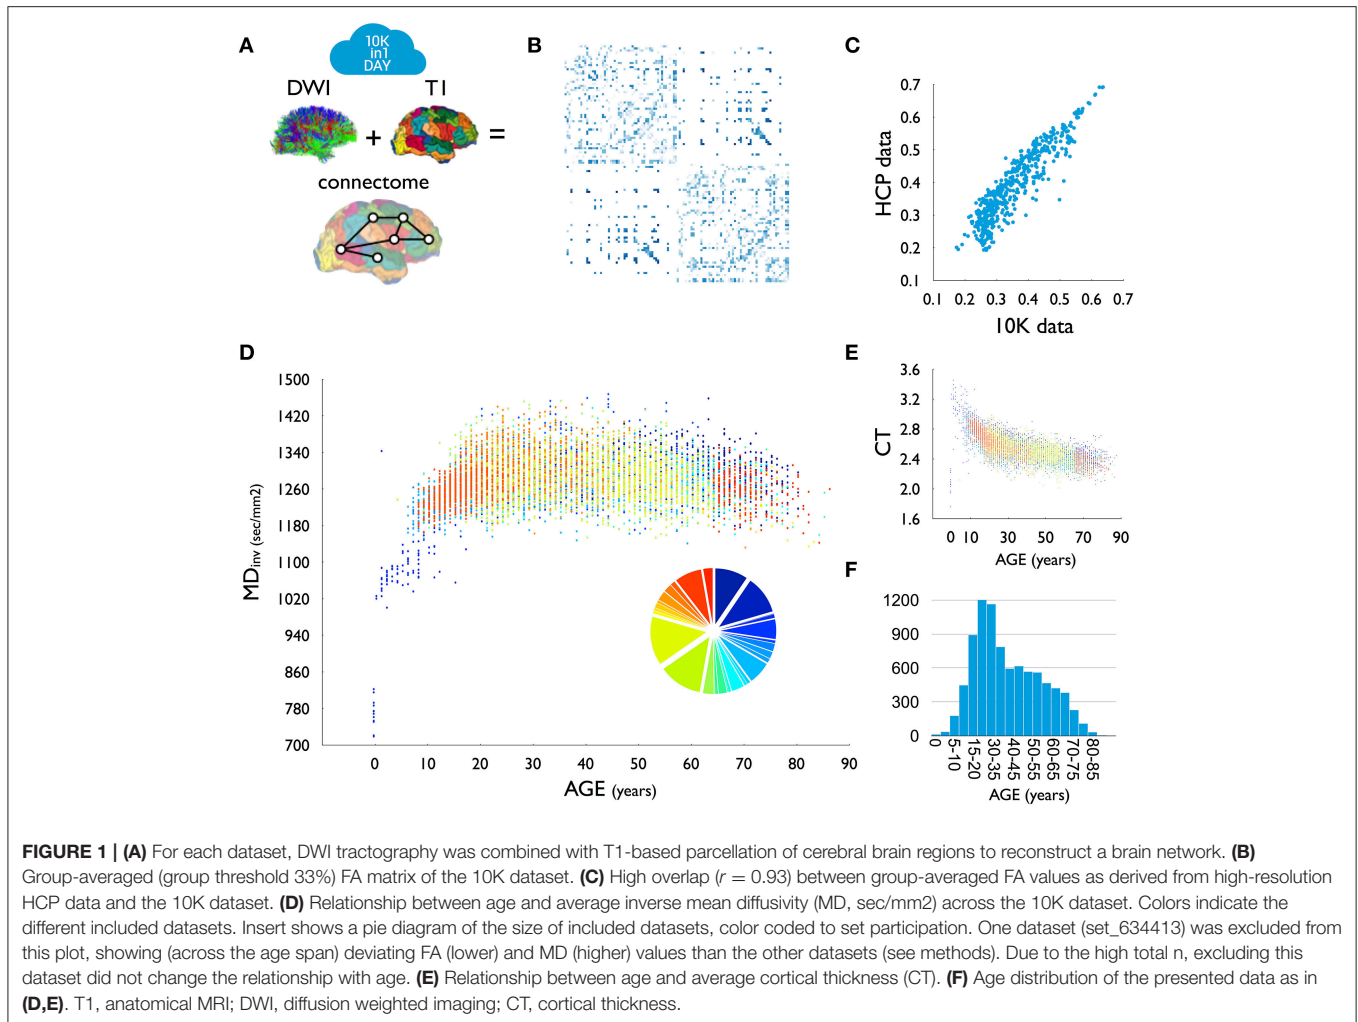 A
10K
in1
DAY
DWI
T1
+
=
connectome
B
C
HCP data
0.7
0.6
0.5
0.4
0.3
0.2
0.1
0.1 0.2 0.3 0.4 0.5 0.6 0.7
10K data
D
MDinv (sec/mm2)
1500
1420
1340
1260
1180
1100
1020
940
860
780
700
0 10 20 30 40 50 60 70 80 90
AGE (years)
E
CT
3.6
3.2
2.8
2.4
2.0
1.6
0 10 30 50 70 90
AGE (years)
F
1200
900
600
300
0
0 5-10 15-20 30-35 40-45 50-55 60-65 70-75 80-85
AGE (years)
FIGURE 1 | (A) For each dataset, DWI tractography was combined with T1-based parcellation of cerebral brain regions to reconstruct a brain network. (B)
Group-averaged (group threshold 33%) FA matrix of the 10K dataset. (C) High overlap (r = 0.93) between group-averaged FA values as derived from high-resolution
HCP data and the 10K dataset. (D) Relationship between age and average inverse mean diffusivity (MD, sec/mm2) across the 10K dataset. Colors indicate the
different included datasets. Insert shows a pie diagram of the size of included datasets, color coded to set participation. One dataset (set_634413) was excluded from
this plot, showing (across the age span) deviating FA (lower) and MD (higher) values than the other datasets (see methods). Due to the high total n, excluding this
dataset did not change the relationship with age. (E) Relationship between age and average cortical thickness (CT). (F) Age distribution of the presented data as in
(D,E). T1, anatomical MRI; DWI, diffusion weighted imaging; CT, cortical thickness.